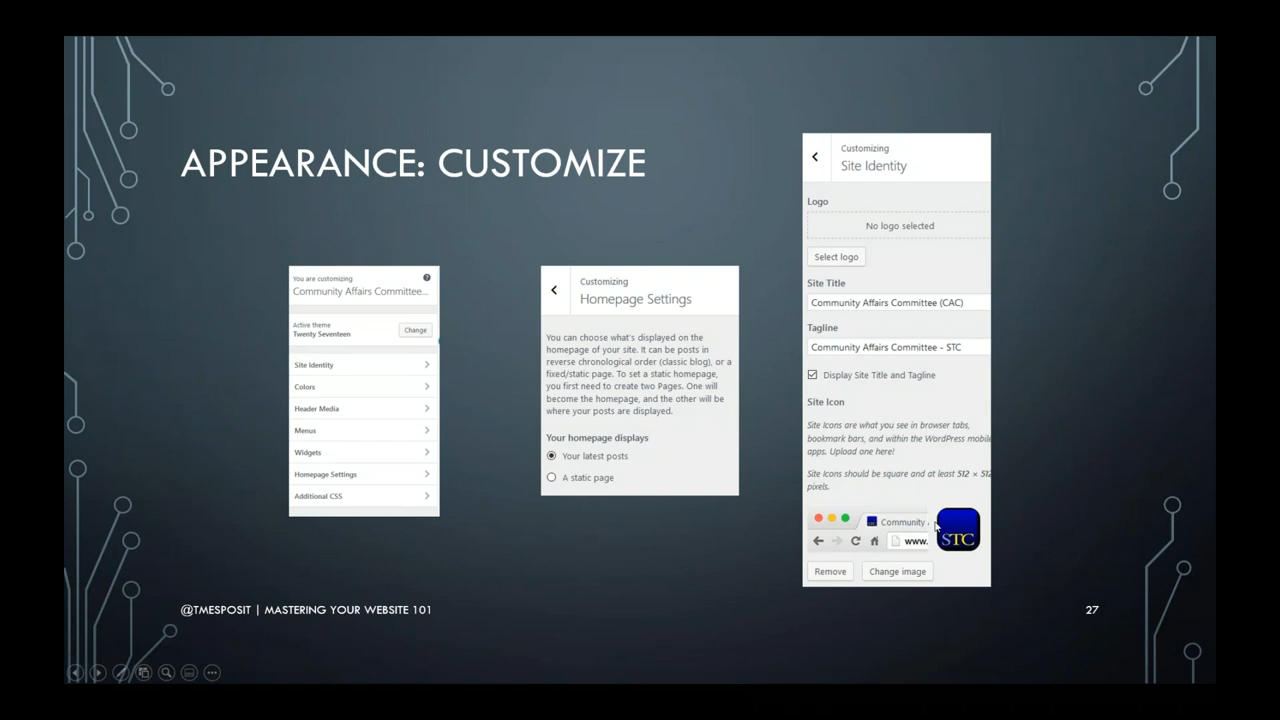 APPEARANCE: CUSTOMIZE
You are customizing
Community Affairs Committee...
Active theme
Twenty Seventeen
Change
Site Identity
Colors
Header Media
Menus
Widgets
Homepage Settings
Additional CSS
Customizing
Homepage Settings
You can choose what's displayed on the
homepage of your site. It can be posts in
reverse chronological order (classic blog), or a
fixed/static page. To set a static homepage,
you first need to create two Pages. One will
become the homepage, and the other will be
where your posts are displayed.
Your homepage displays
Your latest posts
A static page
Customizing
Site Identity
Logo
No logo selected
Select logo
Site Title
Community Affairs Committee (CAC)
Tagline
Community Affairs Committee - STC
Display Site Title and Tagline
Site Icon
Site Icons are what you see in browser tabs,
bookmark bars, and within the WordPress mobile
apps. Upload one here!
Site Icons should be square and at least 512 × 512
pixels.
Community
www.
STC
Remove
Change image
@TMESPOSIT | MASTERING YOUR WEBSITE 101
27